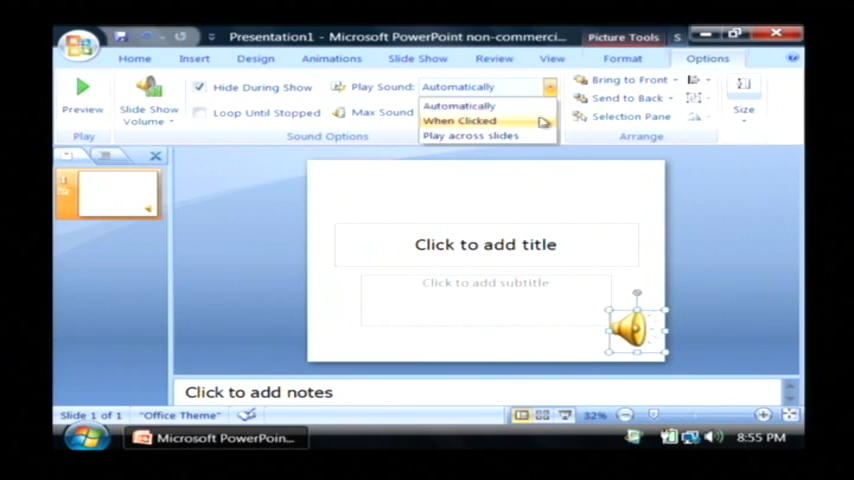 Presentation1 - Microsoft PowerPoint non-commerci...
Picture Tools
S
Home
Insert
Design
Animations
Slide Show
Review
View
Format
Options
Preview
Play
Slide Show
Volume
Hide During Show
Loop Until Stopped
Play Sound:
Automatically
Max Sound
Automatically
When Clicked
Play across slides
Sound Options
Bring to Front
Send to Back
Selection Pane
Arrange
Size
1
Click to add title
Click to add subtitle
Click to add notes
Slide 1 of 1
"Office Theme"
32%
Microsoft PowerPoin...
8:55 PM